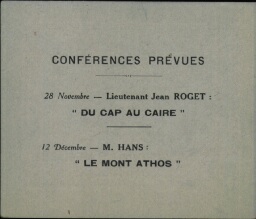 CONFÉRENCES PRÉVUES
28 Novembre — Lieutenant Jean ROGET :
" DU CAP AU CAIRE "
12 Décembre — M. HANS :
" LE MONT ATHOS "